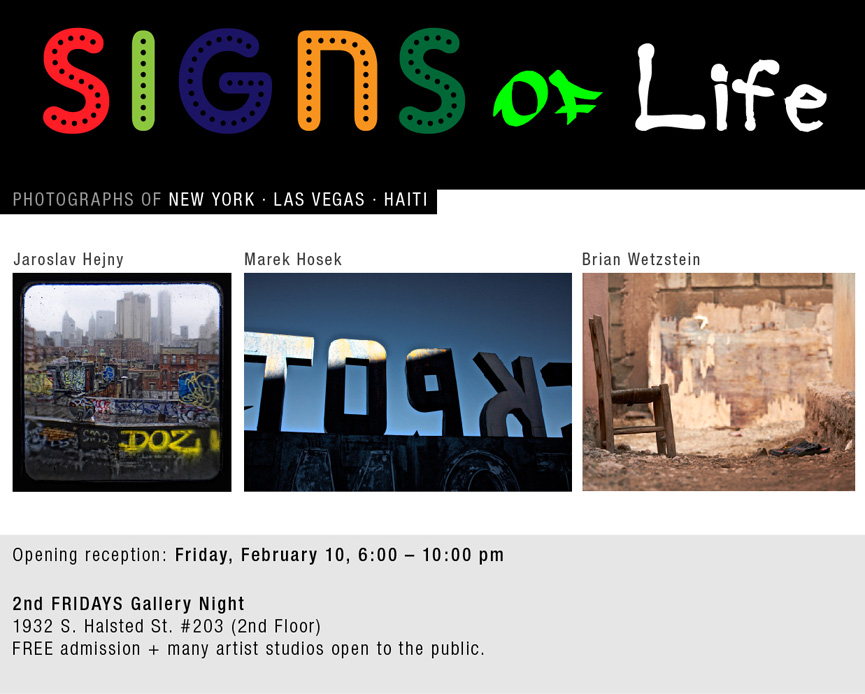 SIGNS OF Life
PHOTOGRAPHS OF NEW YORK · LAS VEGAS · HAITI
Jaroslav Hejny Marek Hosek Brian Wetzstein
DOZ
Opening reception: Friday, February 10, 6:00 – 10:00 pm
2nd FRIDAYS Gallery Night
1932 S. Halsted St. #203 (2nd Floor)
FREE admission + many artist studios open to the public.